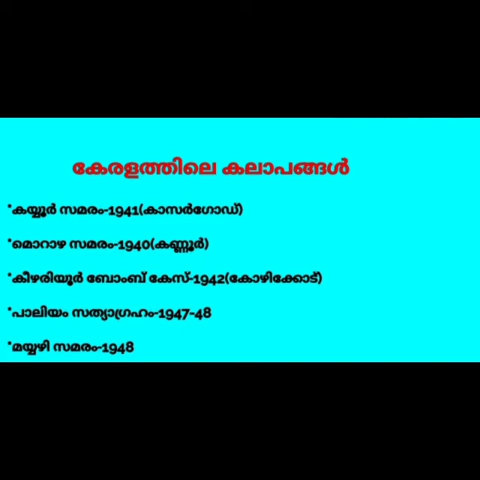 കേരളത്തിലെ കലാപങ്ങൾ
*കയ്യൂർ സമരം-1941(കാസർഗോഡ്)
*മൊറാഴ സമരം-1940(കണ്ണൂർ)
*കീഴരിയൂർ ബോംബ് കേസ്-1942(കോഴിക്കോട്)
*പാലിയം സത്യാഗ്രഹം-1947-48
*മയ്യഴി സമരം-1948